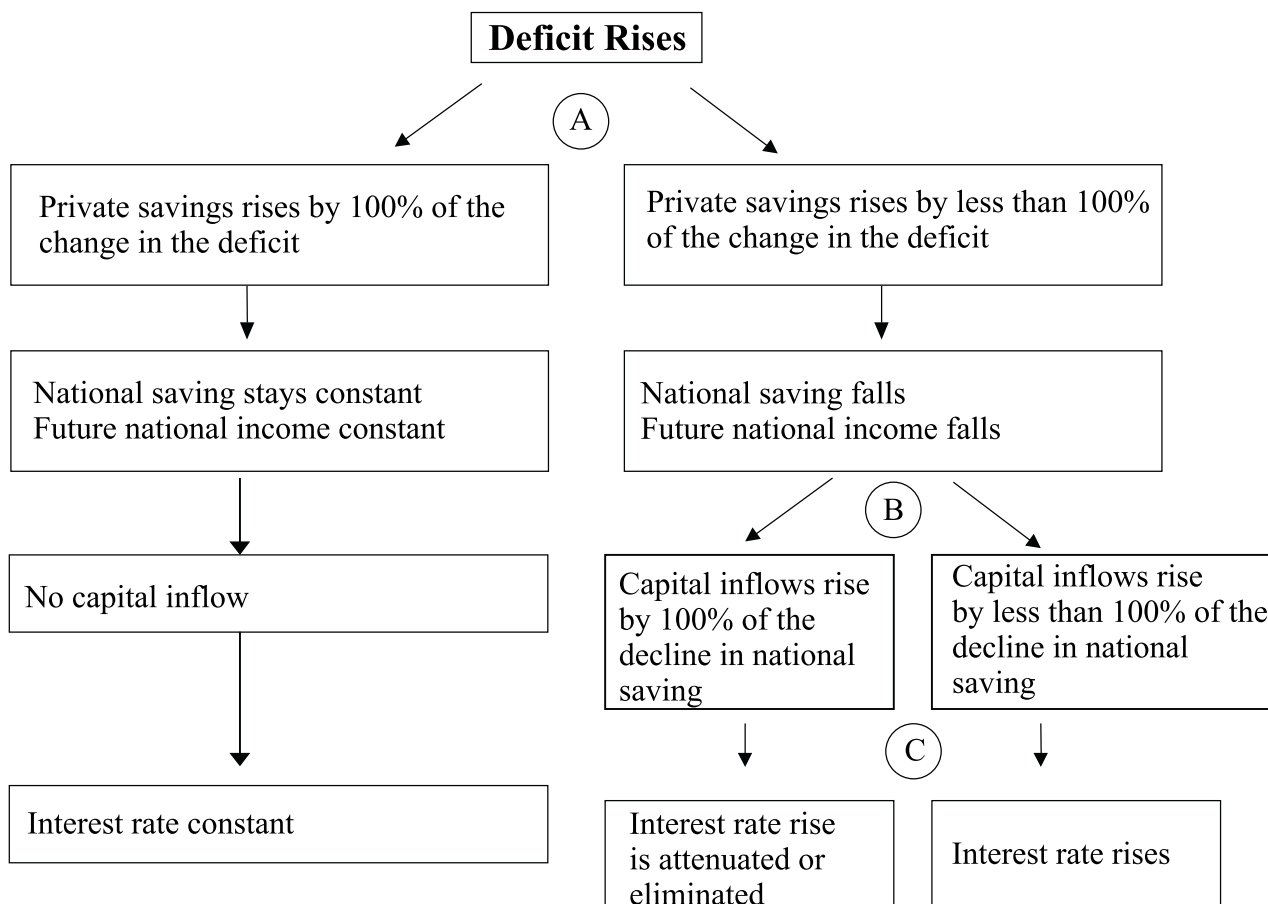 Deficit Rises
A
Private savings rises by 100% of the
change in the deficit
Private savings rises by less than 100%
of the change in the deficit
National saving stays constant
Future national income constant
National saving falls
Future national income falls
B
No capital inflow
Capital inflows rise
by 100% of the
decline in national
saving
Capital inflows rise
by less than 100% of the
decline in national
saving
C
Interest rate constant
Interest rate rise
is attenuated or
eliminated
Interest rate rises